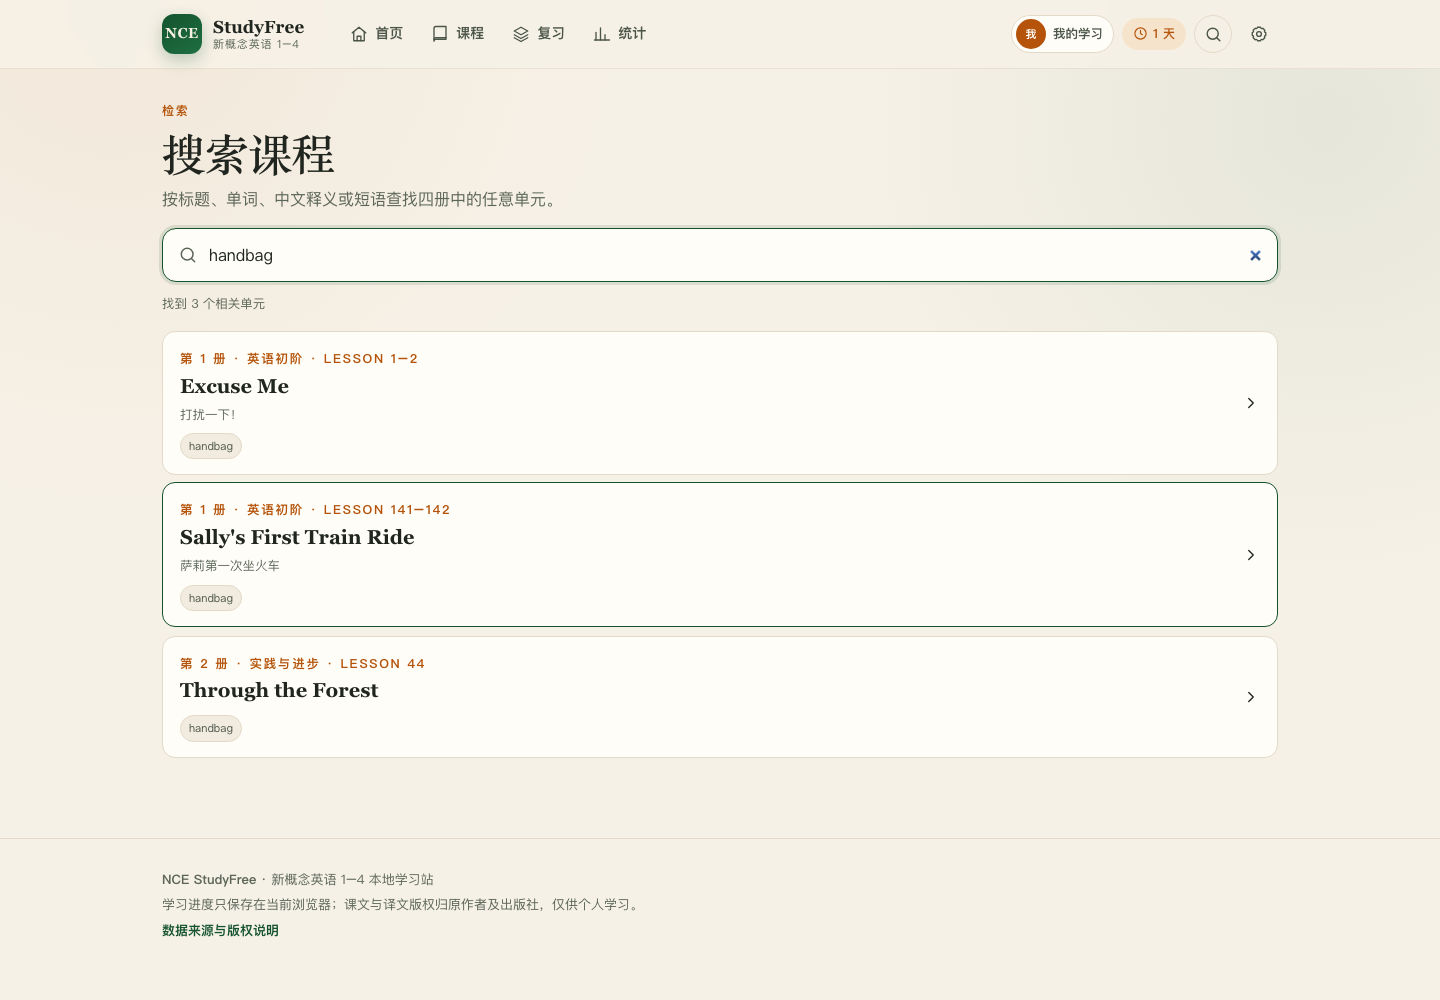 NCE
StudyFree
新概念英语 1—4
首页
课程
复习
统计
我
我的学习
1 天
检索
搜索课程
按标题、单词、中文释义或短语查找四册中的任意单元。
handbag
找到 3 个相关单元
第 1 册 · 英语初阶 · LESSON 1—2
Excuse Me
打扰一下！
handbag
第 1 册 · 英语初阶 · LESSON 141—142
Sally's First Train Ride
萨莉第一次坐火车
handbag
第 2 册 · 实践与进步 · LESSON 44
Through the Forest
handbag
NCE StudyFree · 新概念英语 1—4 本地学习站
学习进度只保存在当前浏览器；课文与译文版权归原作者及出版社，仅供个人学习。
数据来源与版权说明